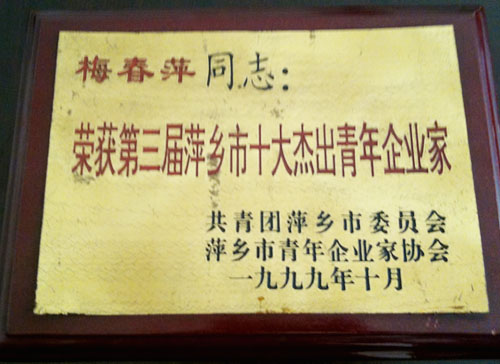 梅春萍同志：
荣获第三届萍乡市十大杰出青年企业家
共青团萍乡市委员会
萍乡市青年企业家协会
一九九九年十月